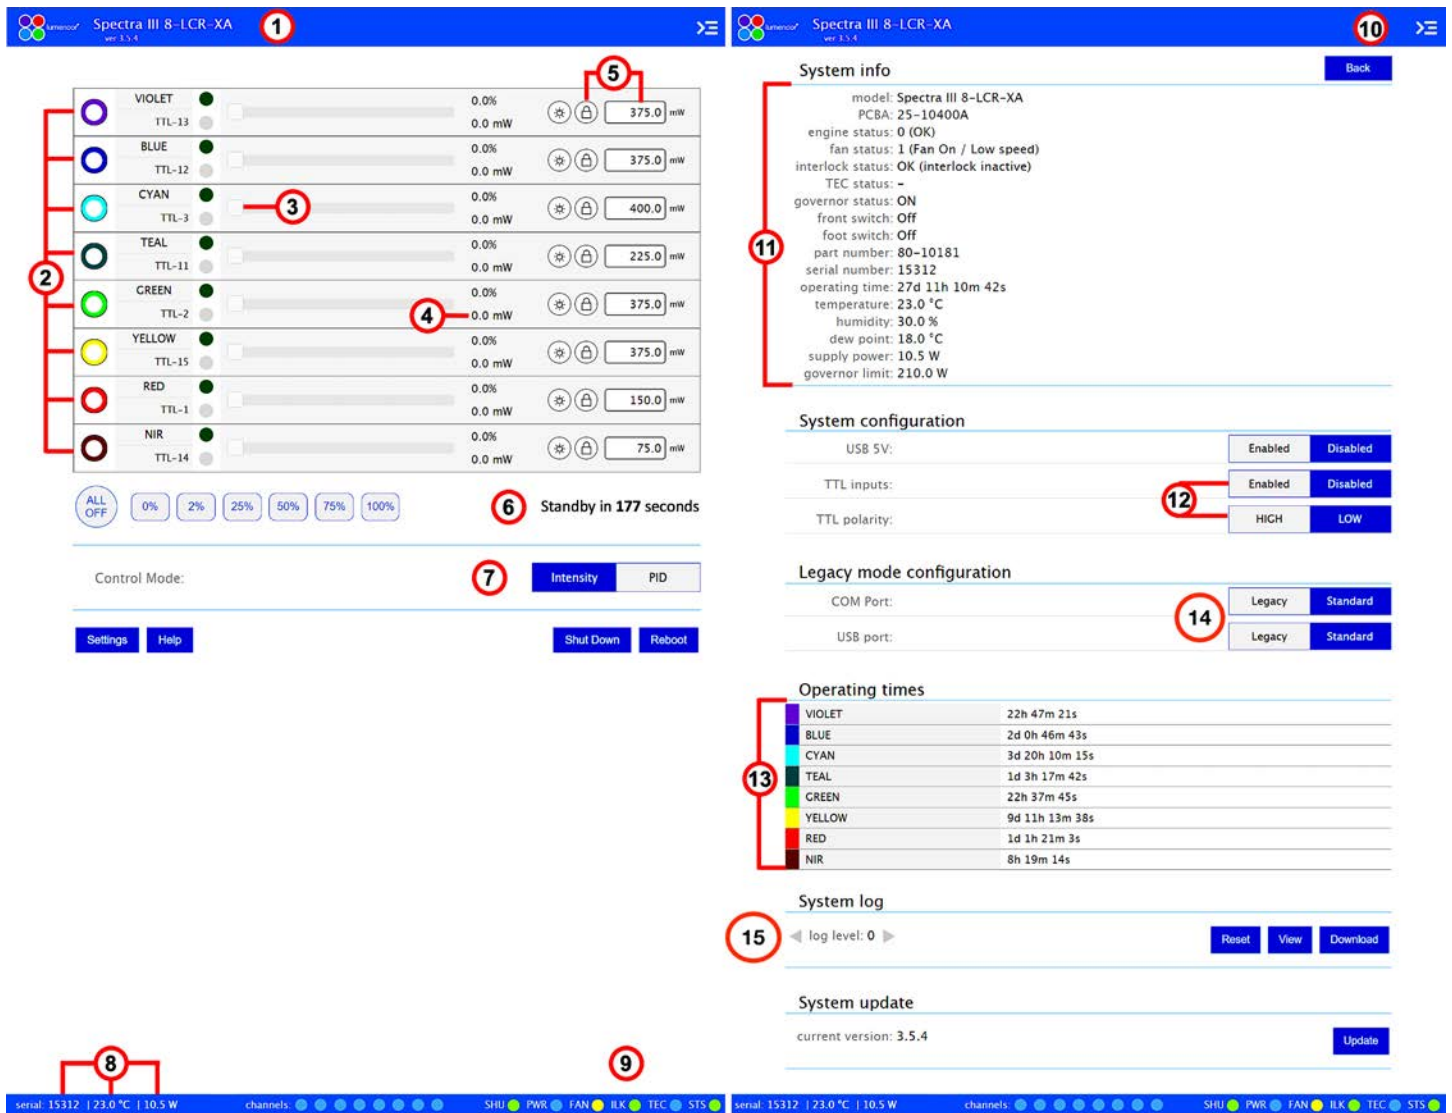 lumencor Spectra III 8-LCR-XA 1
ver 3.5.4
5
VIOLET 0.0% 375.0 mW
TTL-13 0.0 mW
BLUE 0.0% 375.0 mW
TTL-12 0.0 mW
CYAN 3 0.0% 400.0 mW
TTL-3 0.0 mW
TEAL 0.0% 225.0 mW
TTL-11 0.0 mW
2
GREEN 0.0% 375.0 mW
TTL-2 4 0.0 mW
YELLOW 0.0% 375.0 mW
TTL-15 0.0 mW
RED 0.0% 150.0 mW
TTL-1 0.0 mW
NIR 0.0% 75.0 mW
TTL-14 0.0 mW
ALL OFF 0% 2% 25% 50% 75% 100% 6 Standby in 177 seconds
Control Mode: 7 Intensity PID
Settings Help Shut Down Reboot
8 9
serial: 15312 | 23.0 °C | 10.5 W channels: SHU PWR FAN ILK TEC STS
lumencor Spectra III 8-LCR-XA 10
ver 3.5.4
System info Back
model: Spectra III 8-LCR-XA
PCBA: 25-10400A
engine status: 0 (OK)
fan status: 1 (Fan On / Low speed)
interlock status: OK (interlock inactive)
TEC status: -
governor status: ON
front switch: Off
foot switch: Off
11
part number: 80-10181
serial number: 15312
operating time: 27d 11h 10m 42s
temperature: 23.0 °C
humidity: 30.0 %
dew point: 18.0 °C
supply power: 10.5 W
governor limit: 210.0 W
System configuration
USB 5V: Enabled Disabled
TTL inputs: Enabled Disabled
12
TTL polarity: HIGH LOW
Legacy mode configuration
COM Port: Legacy Standard
14
USB port: Legacy Standard
Operating times
VIOLET 22h 47m 21s
BLUE 2d 0h 46m 43s
CYAN 3d 20h 10m 15s
13 TEAL 1d 3h 17m 42s
GREEN 22h 37m 45s
YELLOW 9d 11h 13m 38s
RED 1d 1h 21m 3s
NIR 8h 19m 14s
System log
15 log level: 0 Reset View Download
System update
current version: 3.5.4 Update
serial: 15312 | 23.0 °C | 10.5 W channels: SHU PWR FAN ILK TEC STS